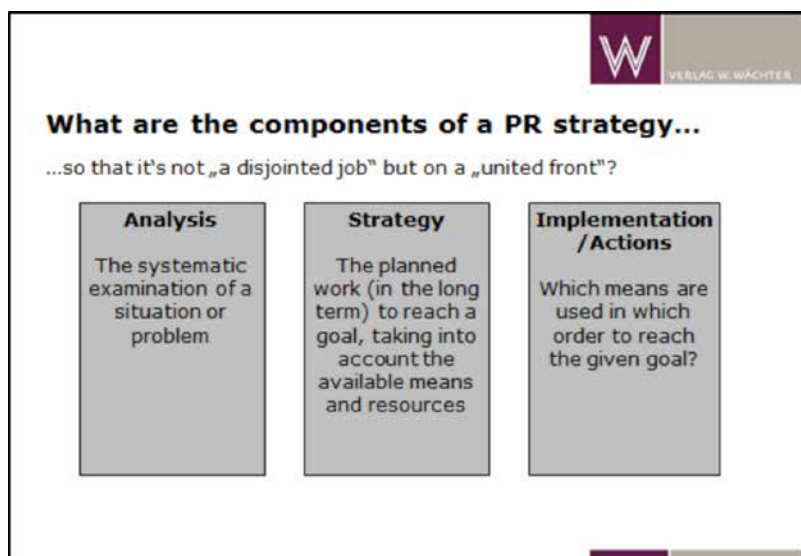 W
VERLAG W. WÄCHTER
What are the components of a PR strategy...
...so that it's not „a disjointed job“ but on a „united front“?
Analysis
The systematic
examination of a
situation or
problem
Strategy
The planned
work (in the long
term) to reach a
goal, taking into
account the
available means
and resources
Implementation
/Actions
Which means are
used in which
order to reach
the given goal?